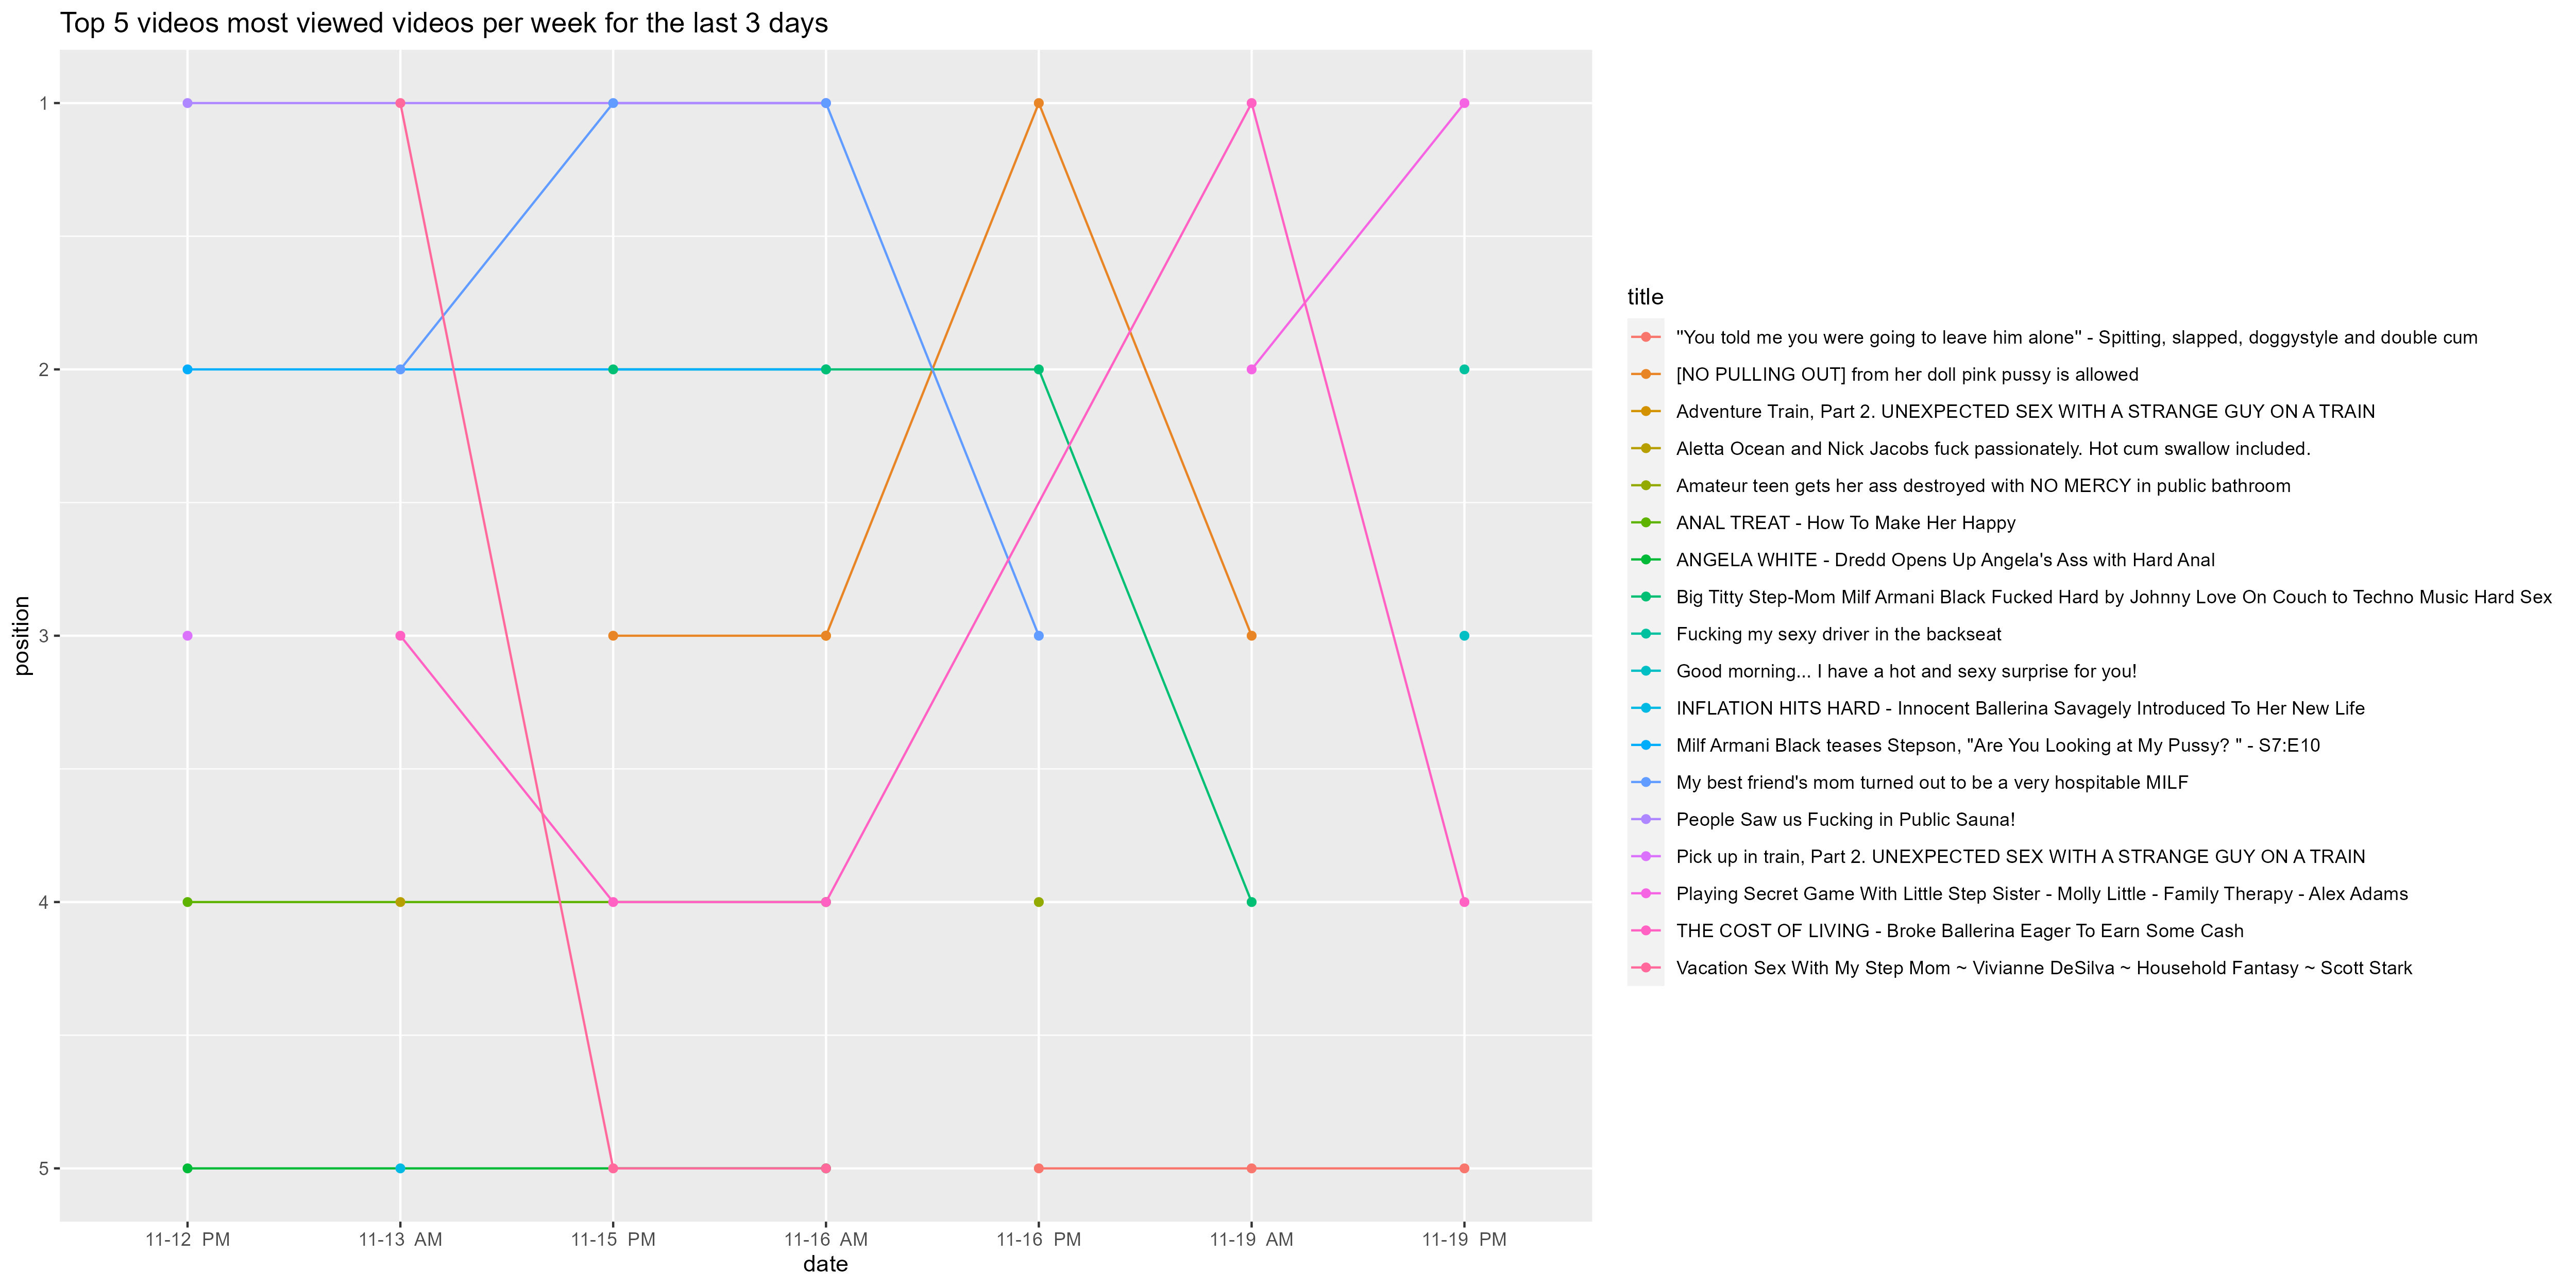 Top 5 videos most viewed videos per week for the last 3 days
position
1
2
3
4
5
11-12 PM
11-13 AM
11-15 PM
11-16 AM
11-16 PM
11-19 AM
11-19 PM
date
title
"You told me you were going to leave him alone" - Spitting, slapped, doggystyle and double cum
[NO PULLING OUT] from her doll pink pussy is allowed
Adventure Train, Part 2. UNEXPECTED SEX WITH A STRANGE GUY ON A TRAIN
Aletta Ocean and Nick Jacobs fuck passionately. Hot cum swallow included.
Amateur teen gets her ass destroyed with NO MERCY in public bathroom
ANAL TREAT - How To Make Her Happy
ANGELA WHITE - Dredd Opens Up Angela's Ass with Hard Anal
Big Titty Step-Mom Milf Armani Black Fucked Hard by Johnny Love On Couch to Techno Music Hard Sex
Fucking my sexy driver in the backseat
Good morning... I have a hot and sexy surprise for you!
INFLATION HITS HARD - Innocent Ballerina Savagely Introduced To Her New Life
Milf Armani Black teases Stepson, "Are You Looking at My Pussy? " - S7:E10
My best friend's mom turned out to be a very hospitable MILF
People Saw us Fucking in Public Sauna!
Pick up in train, Part 2. UNEXPECTED SEX WITH A STRANGE GUY ON A TRAIN
Playing Secret Game With Little Step Sister - Molly Little - Family Therapy - Alex Adams
THE COST OF LIVING - Broke Ballerina Eager To Earn Some Cash
Vacation Sex With My Step Mom ~ Vivianne DeSilva ~ Household Fantasy ~ Scott Stark